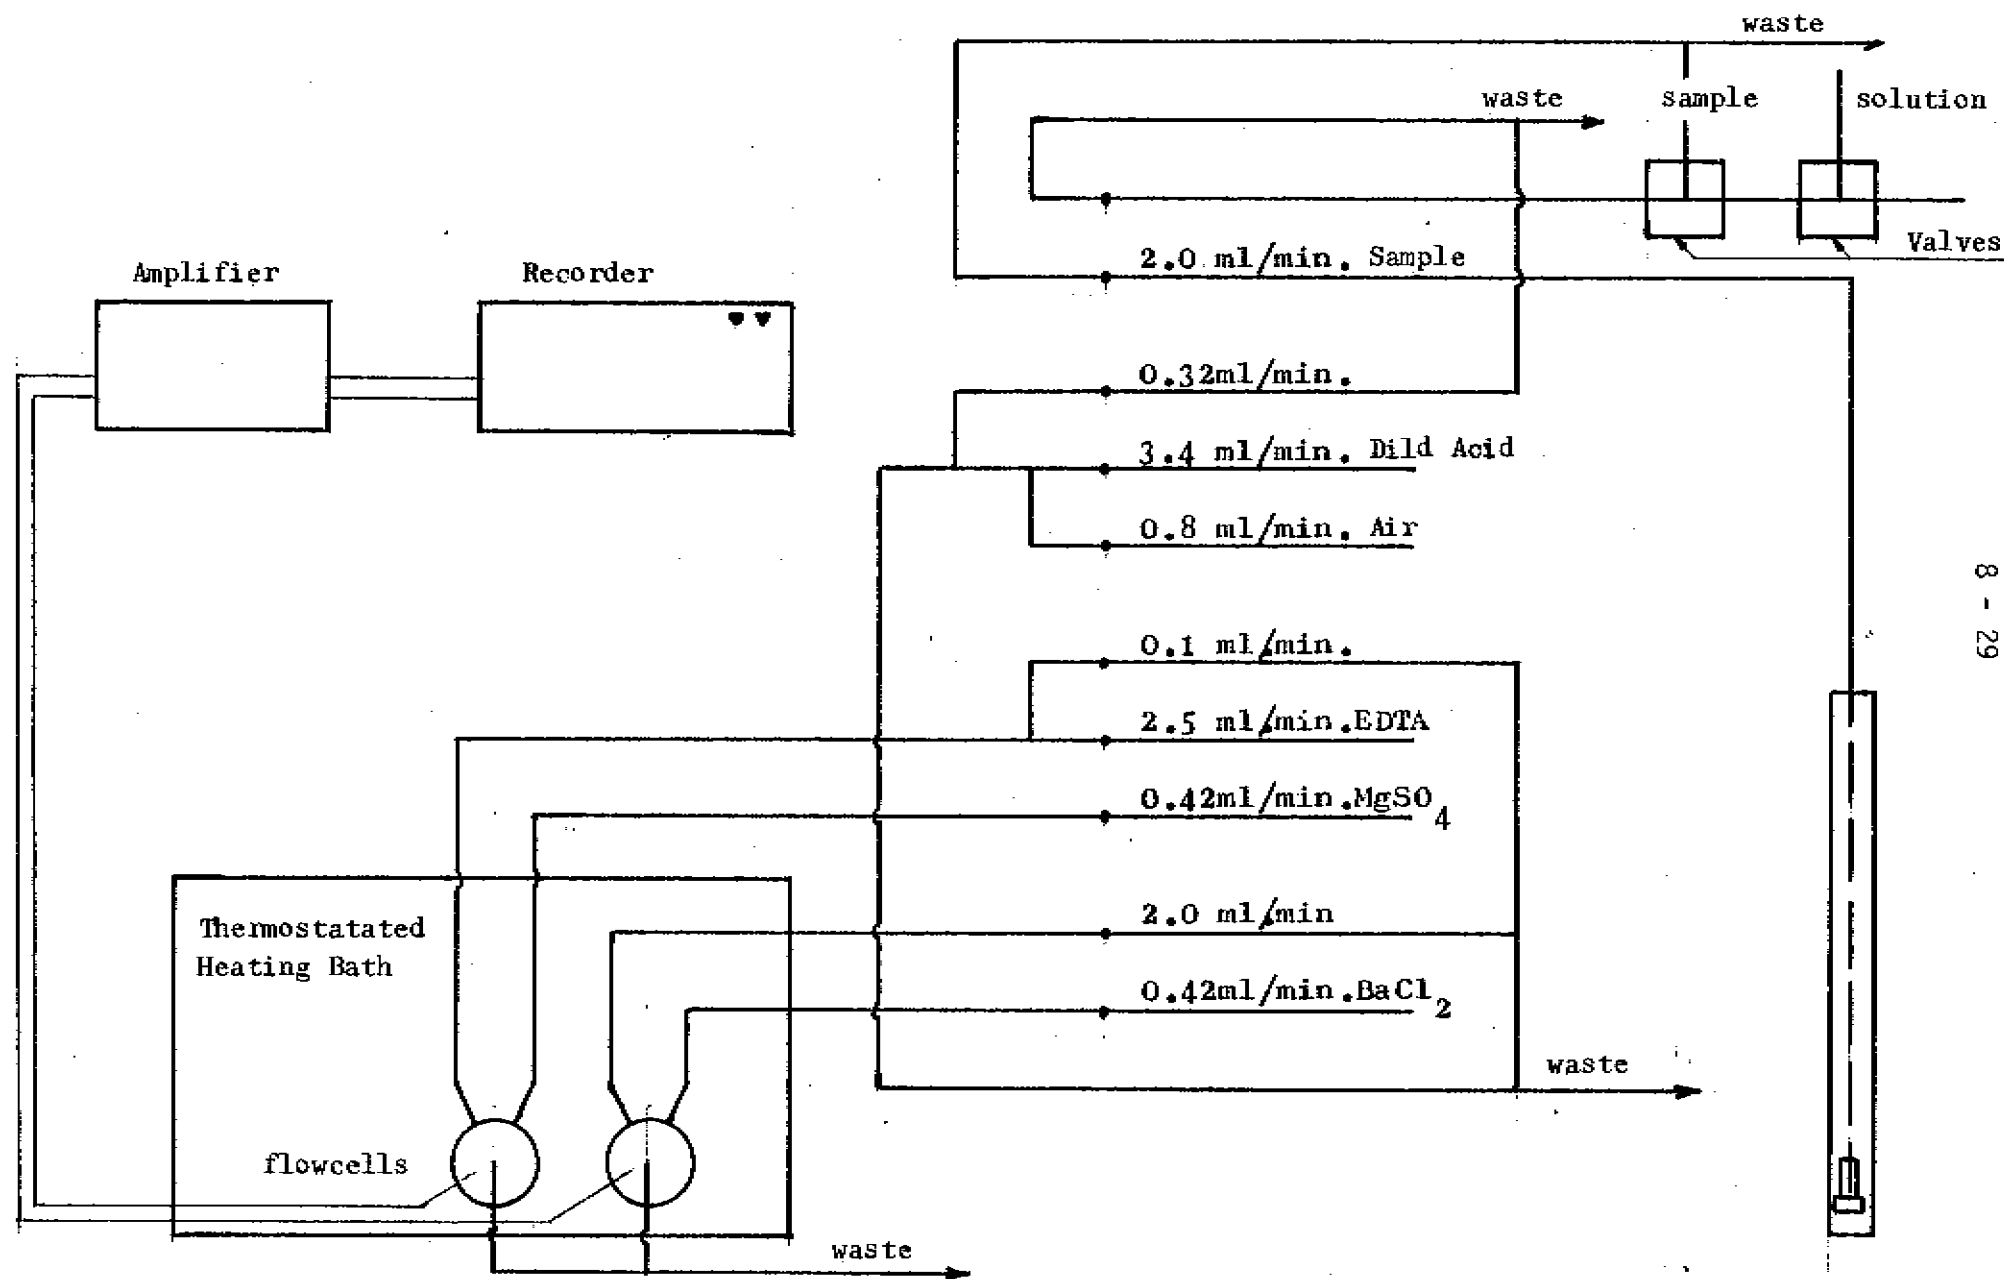 waste
waste
sample
solution
Valves
2.0 ml/min. Sample
Amplifier
Recorder
0.32ml/min.
3.4 ml/min. Dild Acid
0.8 ml/min. Air
8 - 29
0.1 ml/min.
2.5 ml/min.EDTA
0.42ml/min.MgSO4
2.0 ml/min
Thermostatated
Heating Bath
0.42ml/min.BaCl2
waste
flowcells
waste